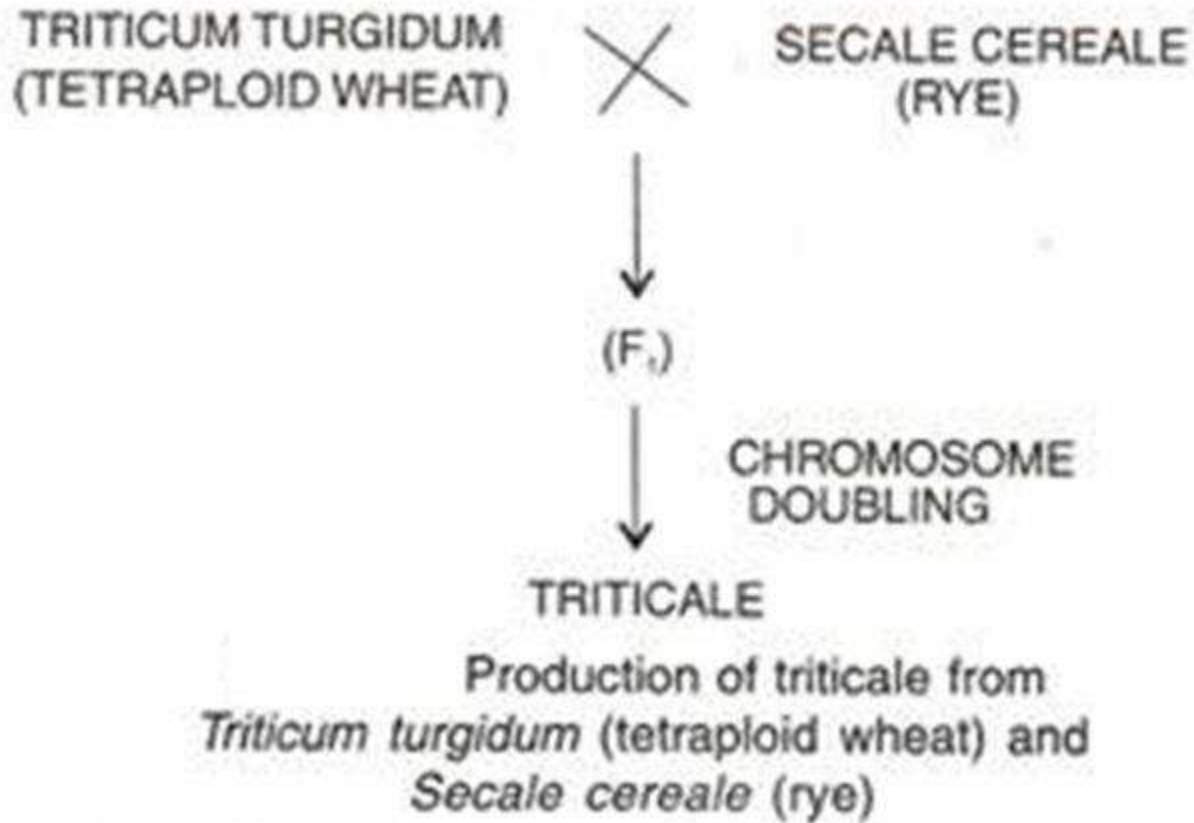 TRITICUM TURGIDUM
(TETRAPLOID WHEAT)
SECALE CEREALE
(RYE)
(F₁)
CHROMOSOME
DOUBLING
TRITICALE
Production of triticale from
Triticum turgidum (tetraploid wheat) and
Secale cereale (rye)